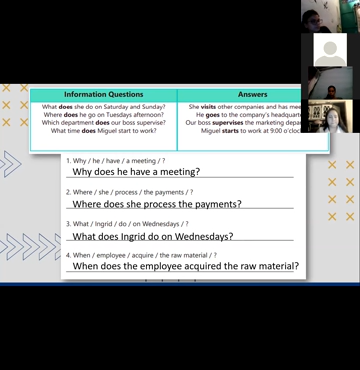 Information Questions
Answers
What does she do on Saturday and Sunday?
She visits other companies and has mee
Where does he go on Tuesdays afternoon?
He goes to the company's headquarte
Which department does our boss supervise?
Our boss supervises the marketing depar
What time does Miguel start to work?
Miguel starts to work at 9:00 o'clock
1. Why / he / have / a meeting / ?
Why does he have a meeting?
2. Where / she / process / the payments / ?
Where does she process the payments?
3. What / Ingrid / do / on Wednesdays / ?
What does Ingrid do on Wednesdays?
4. When / employee / acquire / the raw material / ?
When does the employee acquired the raw material?